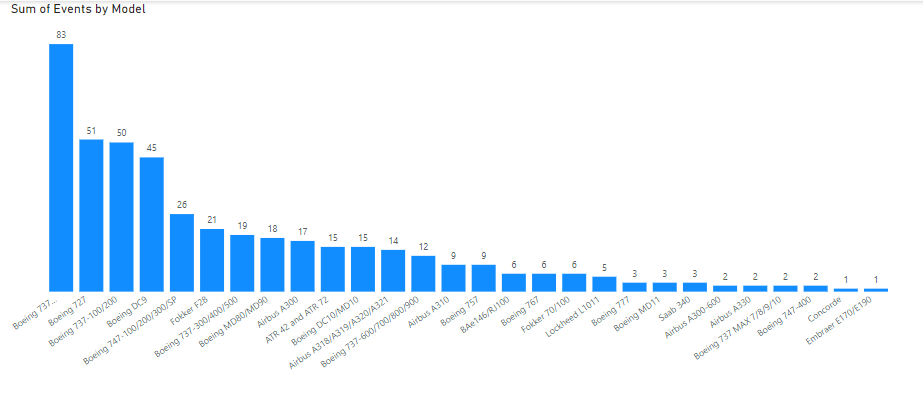 Sum of Events by Model
83
51
50
45
26
21
19
18
17
15
15
14
12
9
9
6
6
6
5
3
3
3
2
2
2
2
1
1
Boeing 737...
Boeing 727
Boeing 737-100/200
Boeing DC9
Boeing 747-100/200/300/SP
Fokker F28
Boeing 737-300/400/500
Boeing MD80/MD90
Airbus A300
ATR 42 and ATR 72
Boeing DC10/MD10
Airbus A318/A319/A320/A321
Boeing 737-600/700/800/900
Airbus A310
Boeing 757
BAe146/RJ100
Boeing 767
Fokker 70/100
Lockheed L1011
Boeing 777
Boeing MD11
Saab 340
Airbus A300-600
Airbus A330
Boeing 737 MAX 7/8/9/10
Boeing 747-400
Concorde
Embraer E170/E190